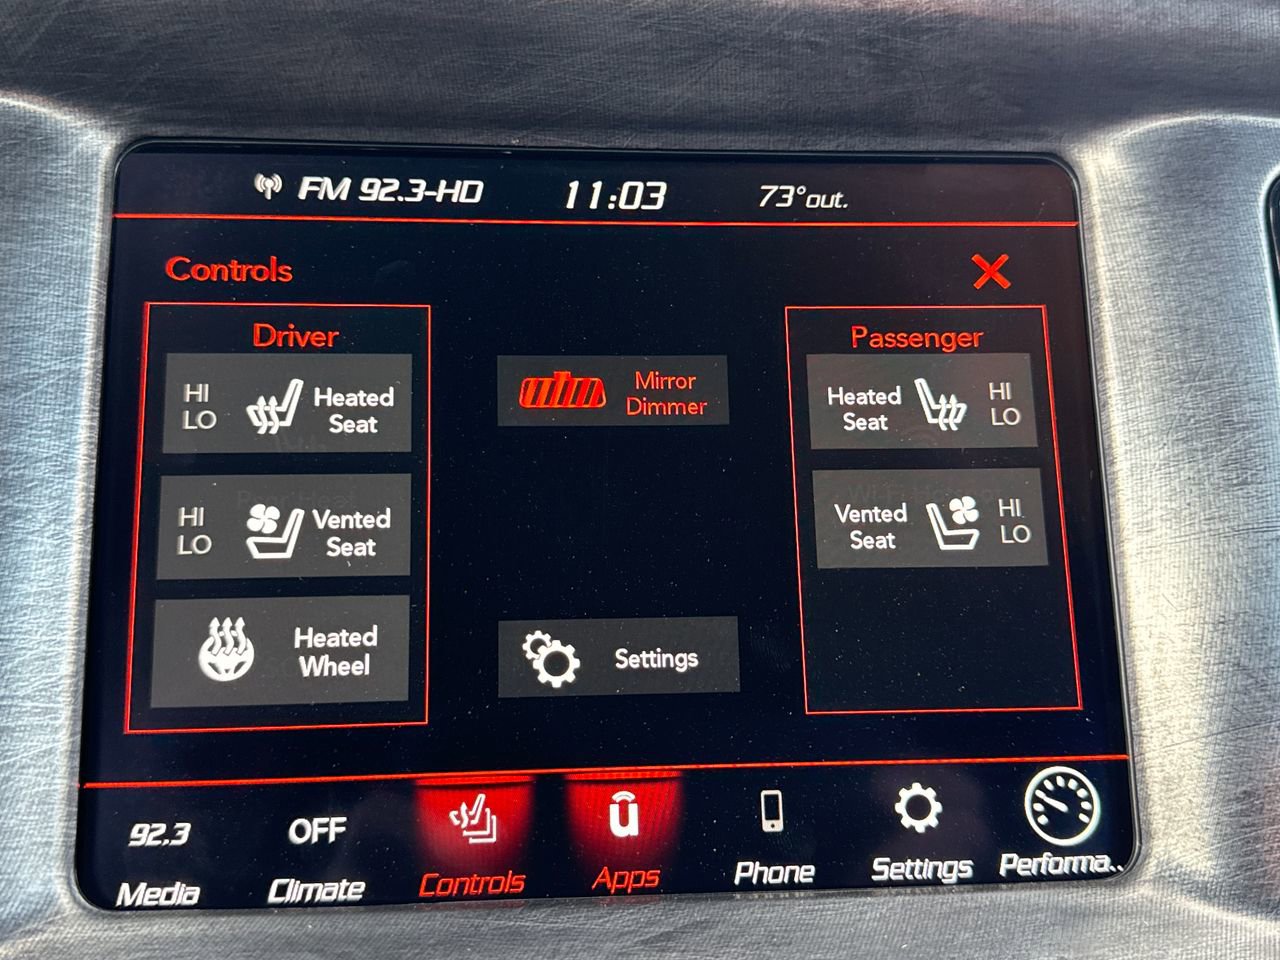 FM 92.3-HD 11:03 73°out.
Controls
Driver
HI
LO
Heated
Seat
HI
LO
Vented
Seat
Heated
Wheel
Mirror
Dimmer
Settings
Passenger
Heated
Seat
HI
LO
Vented
Seat
HI
LO
92.3
Media
OFF
Climate
Controls
Apps
Phone
Settings
Performa..